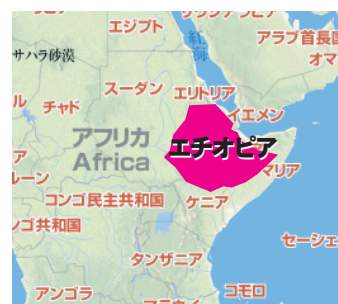 エジプト
紅海
アラブ首長国
オマ
サハラ砂漠
スーダン
エリトリア
イエメン
チャド
アフリカ
Africa
エチオピア
マリア
コンゴ民主共和国
ケニア
ンゴ共和国
セーシェ
タンザニア
アンゴラ
コモロ